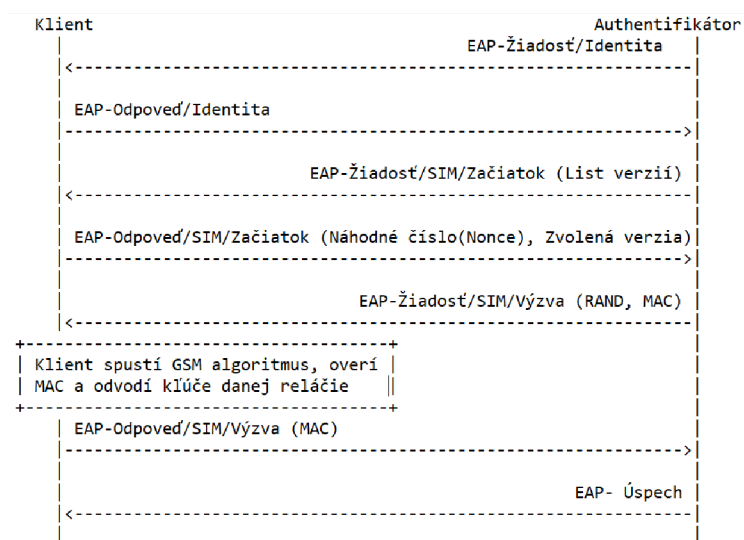 Klient Authentifikátor
EAP-Žiadosť/Identita
EAP-Odpoveď/Identita
EAP-Žiadosť/SIM/Začiatok (List verzií)
EAP-Odpoveď/SIM/Začiatok (Náhodné číslo(Nonce), Zvolená verzia)
EAP-Žiadosť/SIM/Výzva (RAND, MAC)
Klient spustí GSM algoritmus, overí
MAC a odvodí kľúče danej reláčie
EAP-Odpoveď/SIM/Výzva (MAC)
EAP- Úspech